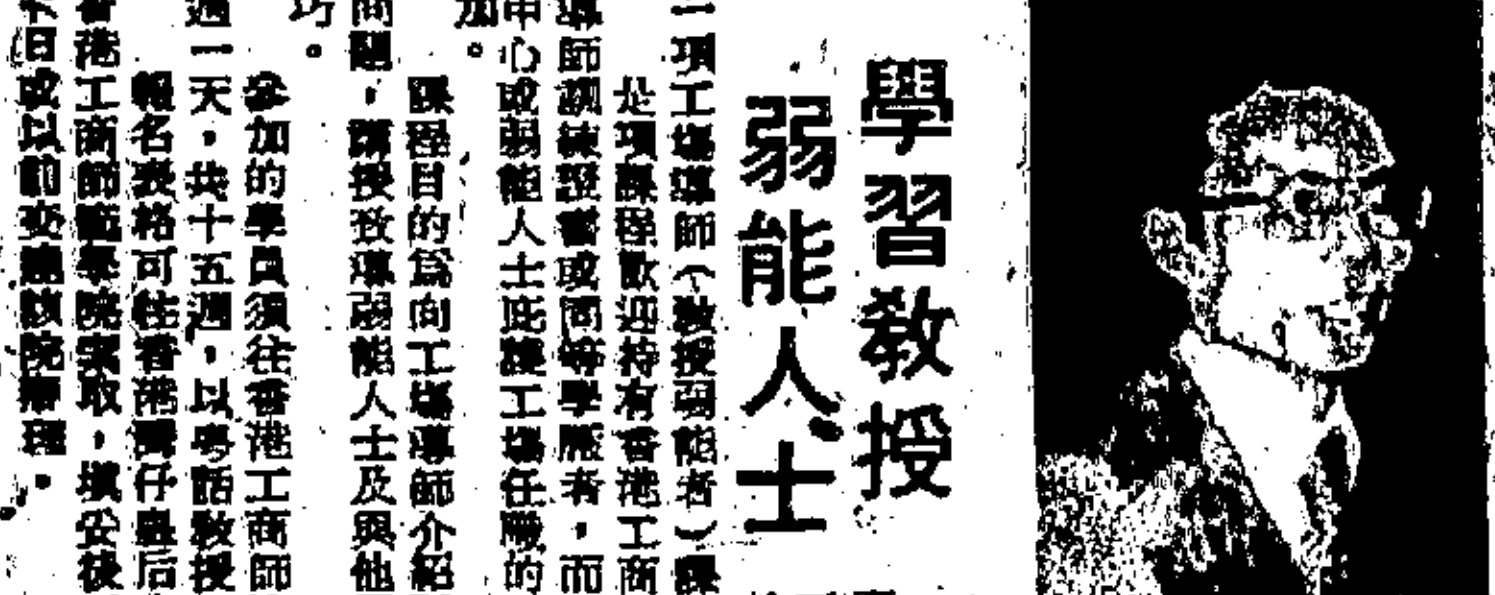 學習教授
弱能人士
一項工場導師（教授弱能者）課
是項課程歡迎持有香港工商
導師訓練證書或同等學歷者，而
中心或弱能人士庇護工場任職的
加。
課程目的為向工場導師介紹
問題，講授教導弱能人士及與他
巧。
參加的學員須往香港工商師
週一天，共十五週，以粵話教授
報名表格可往香港灣仔皇后
香港工商師範學院索取，填妥後
日或以前交該院辦理。